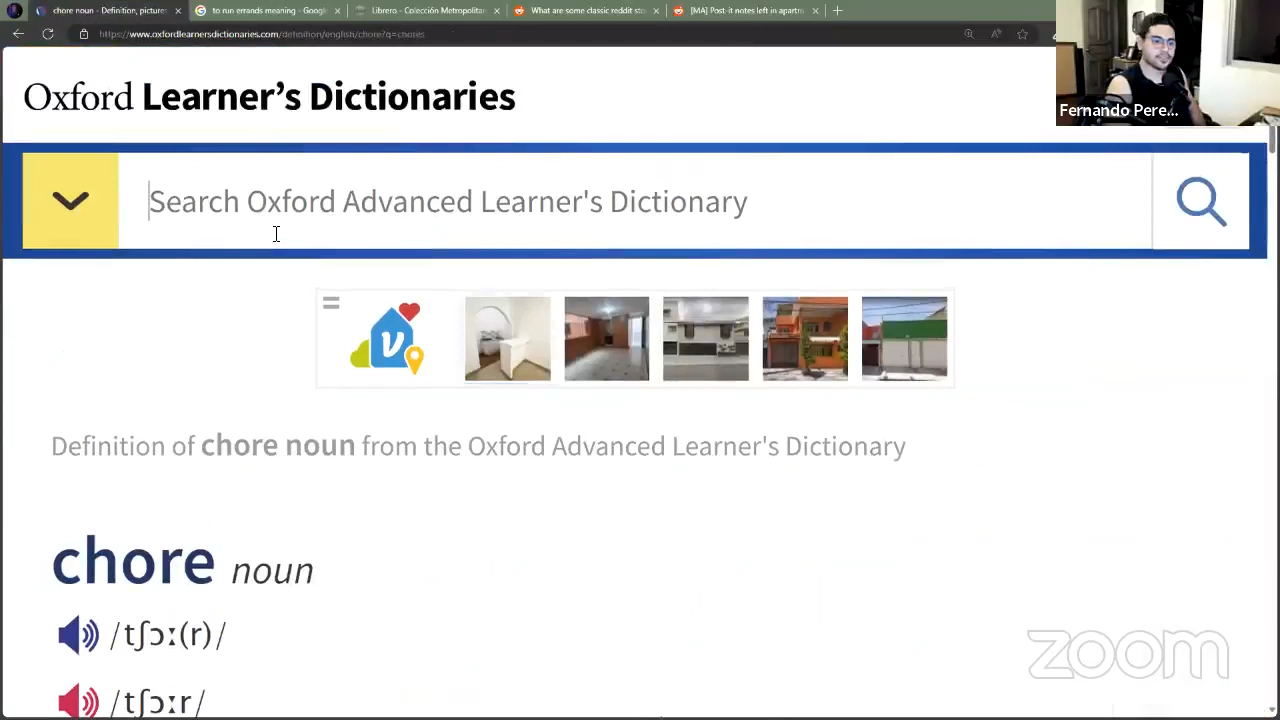 chore noun - Definition, pictures
to run errands meaning - Googl
Librero - Colección Metropolitan
What are some classic reddit sto
[MA] Post-it notes left in apartm
https://www.oxfordlearnersdictionaries.com/definition/english/chore?q=chores
Fernando Pere...
Oxford Learner's Dictionaries
Search Oxford Advanced Learner's Dictionary
v
Definition of chore noun from the Oxford Advanced Learner's Dictionary
chore noun
/tʃɔː(r)/
/tʃɔːr/
zoom